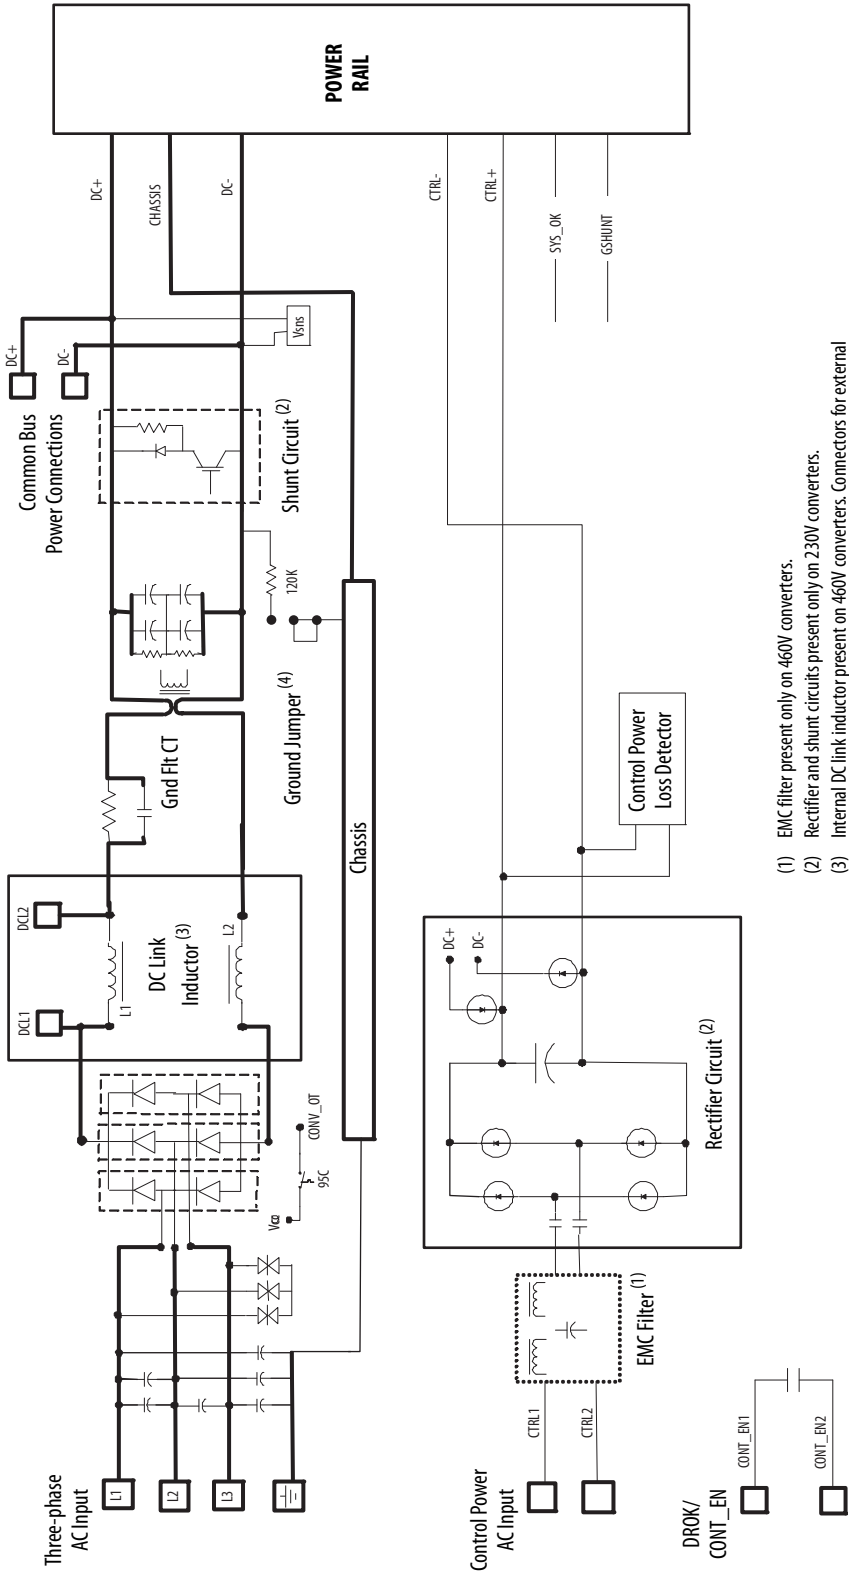 POWER
RAIL
DC+
CHASSIS
DC-
CTRL-
CTRL+
SYS_OK
GSHUNT
DC+
DC-
Common Bus
Power Connections
Vsns
Shunt Circuit (2)
120K
Ground Jumper (4)
Gnd Flt CT
Chassis
Control Power
Loss Detector
DCL2
DCL1
L1
L2
DC Link
Inductor (3)
CONV_OT
95C
DC+
DC-
Rectifier Circuit (2)
EMC Filter (1)
Three-phase
AC Input
L1
L2
L3
Control Power
AC Input
CTRL1
CTRL2
DROK/
CONT_EN
CONT_EN1
CONT_EN2
(1) EMC filter present only on 460V converters.
(2) Rectifier and shunt circuits present only on 230V converters.
(3) Internal DC link inductor present on 460V converters. Connectors for external